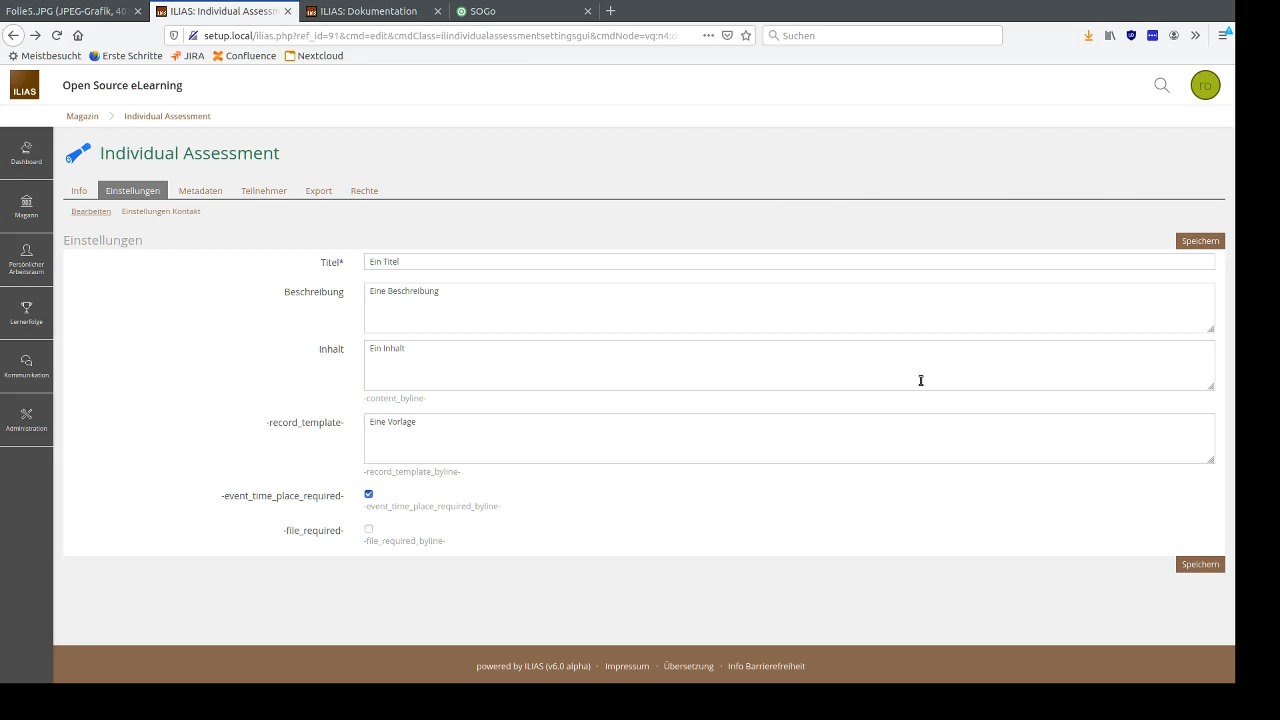 Folie5.JPG (JPEG-Grafik, 40
ILIAS: Individual Assessm
ILIAS: Dokumentation
SOGo
setup.local/ilias.php?ref_id=91&cmd=edit&cmdClass=ilindividualassessmentsettingsgui&cmdNode=vq:n4:
Suchen
Meistbesucht
Erste Schritte
JIRA
Confluence
Nextcloud
ILIAS
Open Source eLearning
ro
Magazin
Individual Assessment
Dashboard
Magazin
Persönlicher
Arbeitsraum
Lernerfolge
Kommunikation
Administration
Individual Assessment
Info
Einstellungen
Metadaten
Teilnehmer
Export
Rechte
Bearbeiten
Einstellungen Kontakt
Einstellungen
Speichern
Titel*
Ein Titel
Beschreibung
Eine Beschreibung
Inhalt
Ein Inhalt
-content_byline-
-record_template-
Eine Vorlage
-record_template_byline-
-event_time_place_required-
-event_time_place_required_byline-
-file_required-
-file_required_byline-
Speichern
powered by ILIAS (v6.0 alpha) · Impressum · Übersetzung · Info Barrierefreiheit